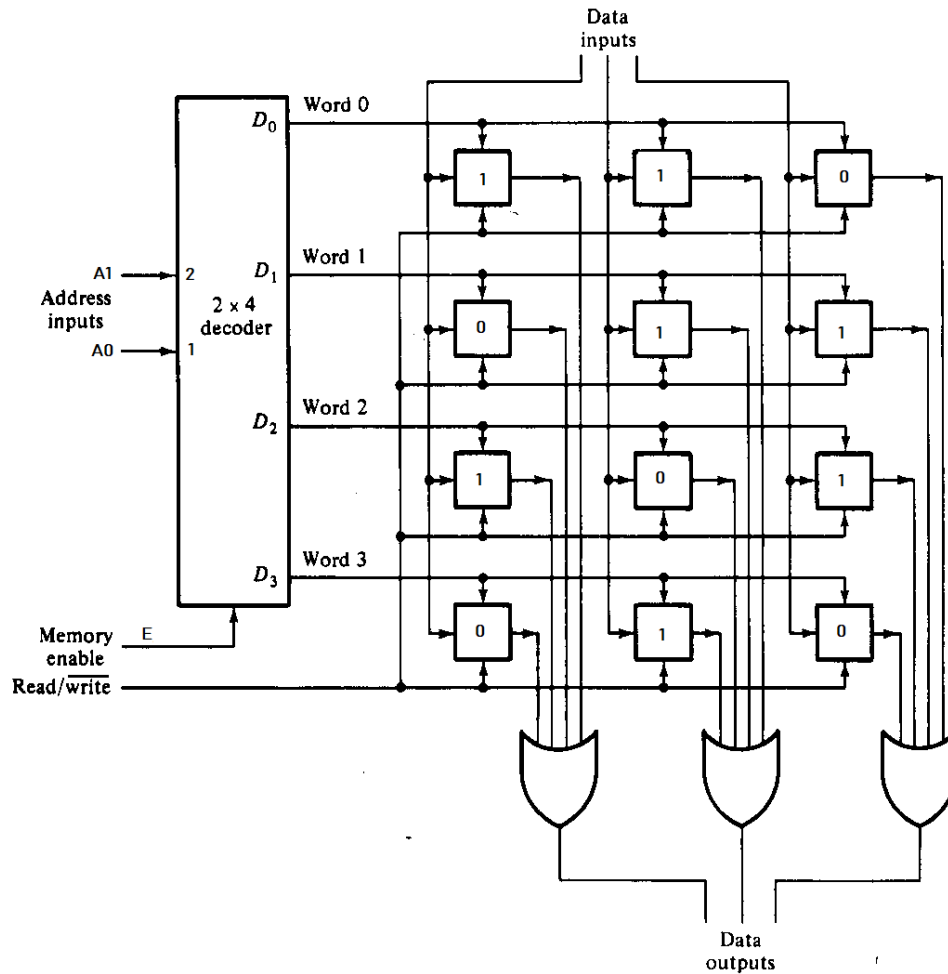 Data
inputs
D0 Word 0
1 1 0
D1 Word 1
A1 2
Address
inputs
2 × 4
decoder
0 1 1
A0 1
D2 Word 2
1 0 1
D3 Word 3
0 1 0
Memory
enable
E
Read/write
Data
outputs